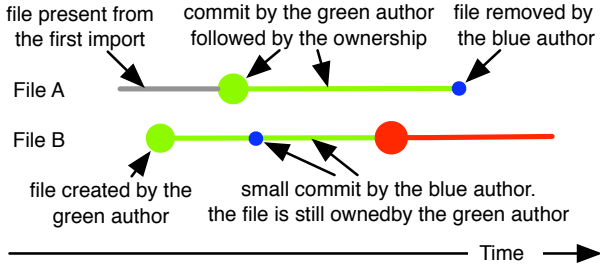 file present from
the first import
commit by the green author
followed by the ownership
file removed by
the blue author
File A
File B
file created by the
green author
small commit by the blue author.
the file is still ownedby the green author
Time